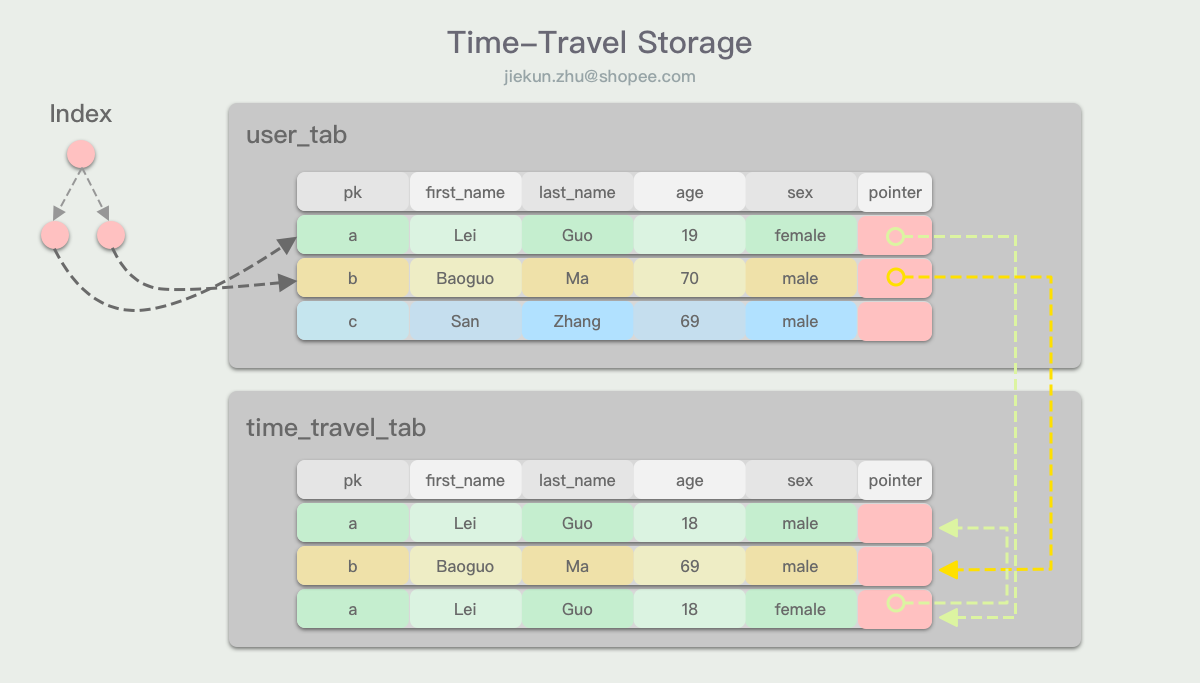 Time-Travel Storage
jiekun.zhu@shopee.com
Index
user_tab
pk first_name last_name age sex pointer
a Lei Guo 19 female
b Baoguo Ma 70 male
c San Zhang 69 male
time_travel_tab
pk first_name last_name age sex pointer
a Lei Guo 18 male
b Baoguo Ma 69 male
a Lei Guo 18 female